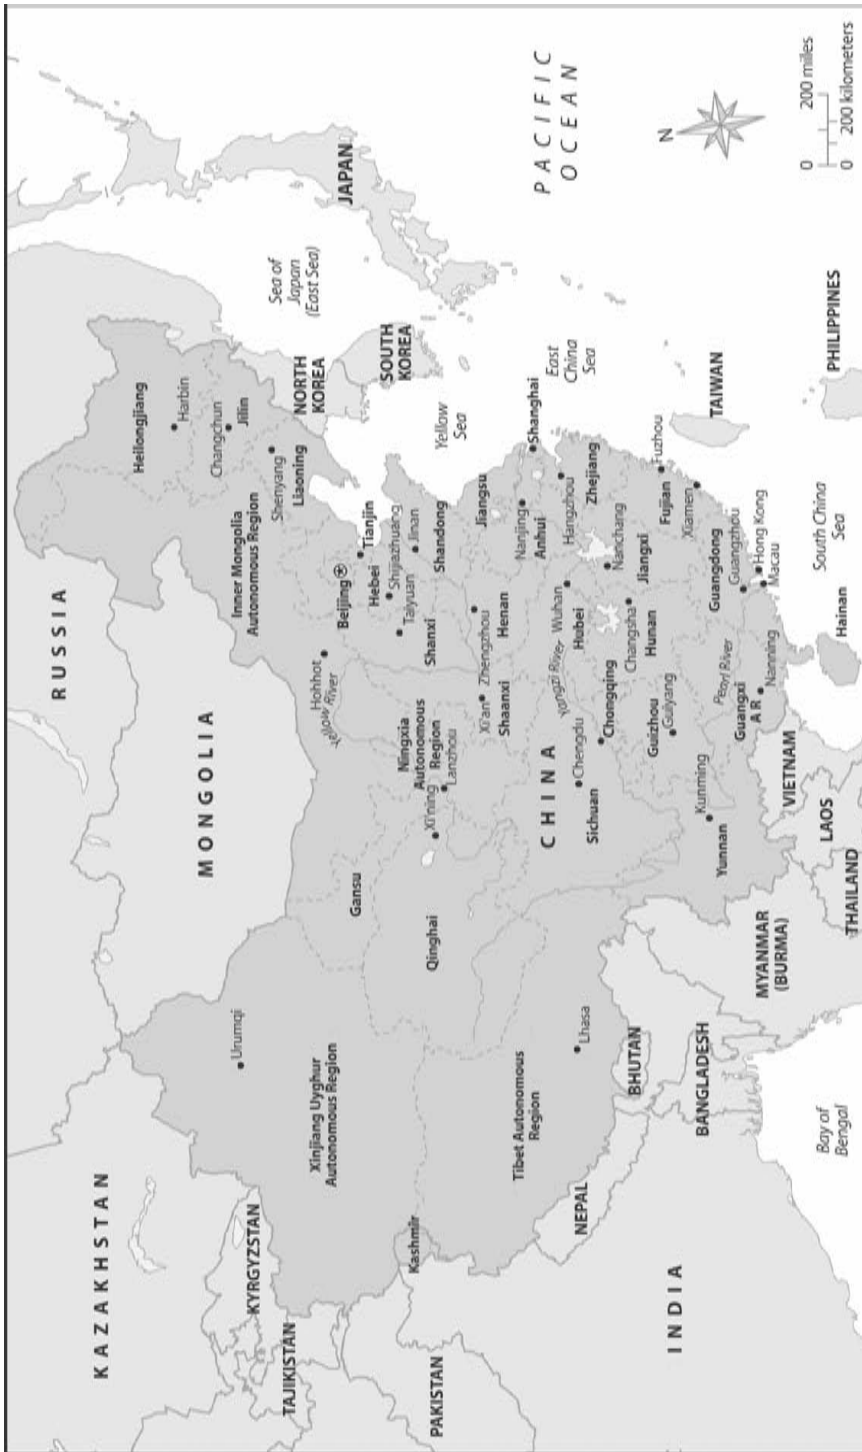 RUSSIA
KAZAKHSTAN
MONGOLIA
KYRGYZSTAN
TAJIKISTAN
PAKISTAN
Kashmir
INDIA
NEPAL
BHUTAN
BANGLADESH
Bay of
Bengal
MYANMAR
(BURMA)
THAILAND
LAOS
VIETNAM
CHINA
Xinjiang Uyghur
Autonomous Region
Urumqi
Tibet Autonomous
Region
Lhasa
Qinghai
Gansu
Xi'ning
Lanzhou
Ningxia
Autonomous
Region
Inner Mongolia
Autonomous Region
Hohhot
Yellow River
Heilongjiang
Harbin
Changchun
Jilin
Shenyang
Liaoning
Beijing
Tianjin
Hebei
Shijiazhuang
Taiyuan
Jinan
Shanxi
Shandong
Zhengzhou
Henan
Xi'an
Shaanxi
Jiangsu
Nanjing
Anhui
Shanghai
Hangzhou
Zhejiang
Wuhan
Hubei
Yangzi River
Chongqing
Chengdu
Sichuan
Nanchang
Jiangxi
Changsha
Hunan
Guizhou
Guiyang
Fuzhou
Fujian
Xiamen
Guangdong
Guangzhou
Hong Kong
Macau
Pearl River
Guangxi
A R
Nanning
Kunming
Yunnan
Hainan
NORTH
KOREA
SOUTH
KOREA
JAPAN
Sea of
Japan
(East Sea)
Yellow
Sea
East
China
Sea
TAIWAN
South China
Sea
PHILIPPINES
PACIFIC
OCEAN
N
0 200 miles
0 200 kilometers